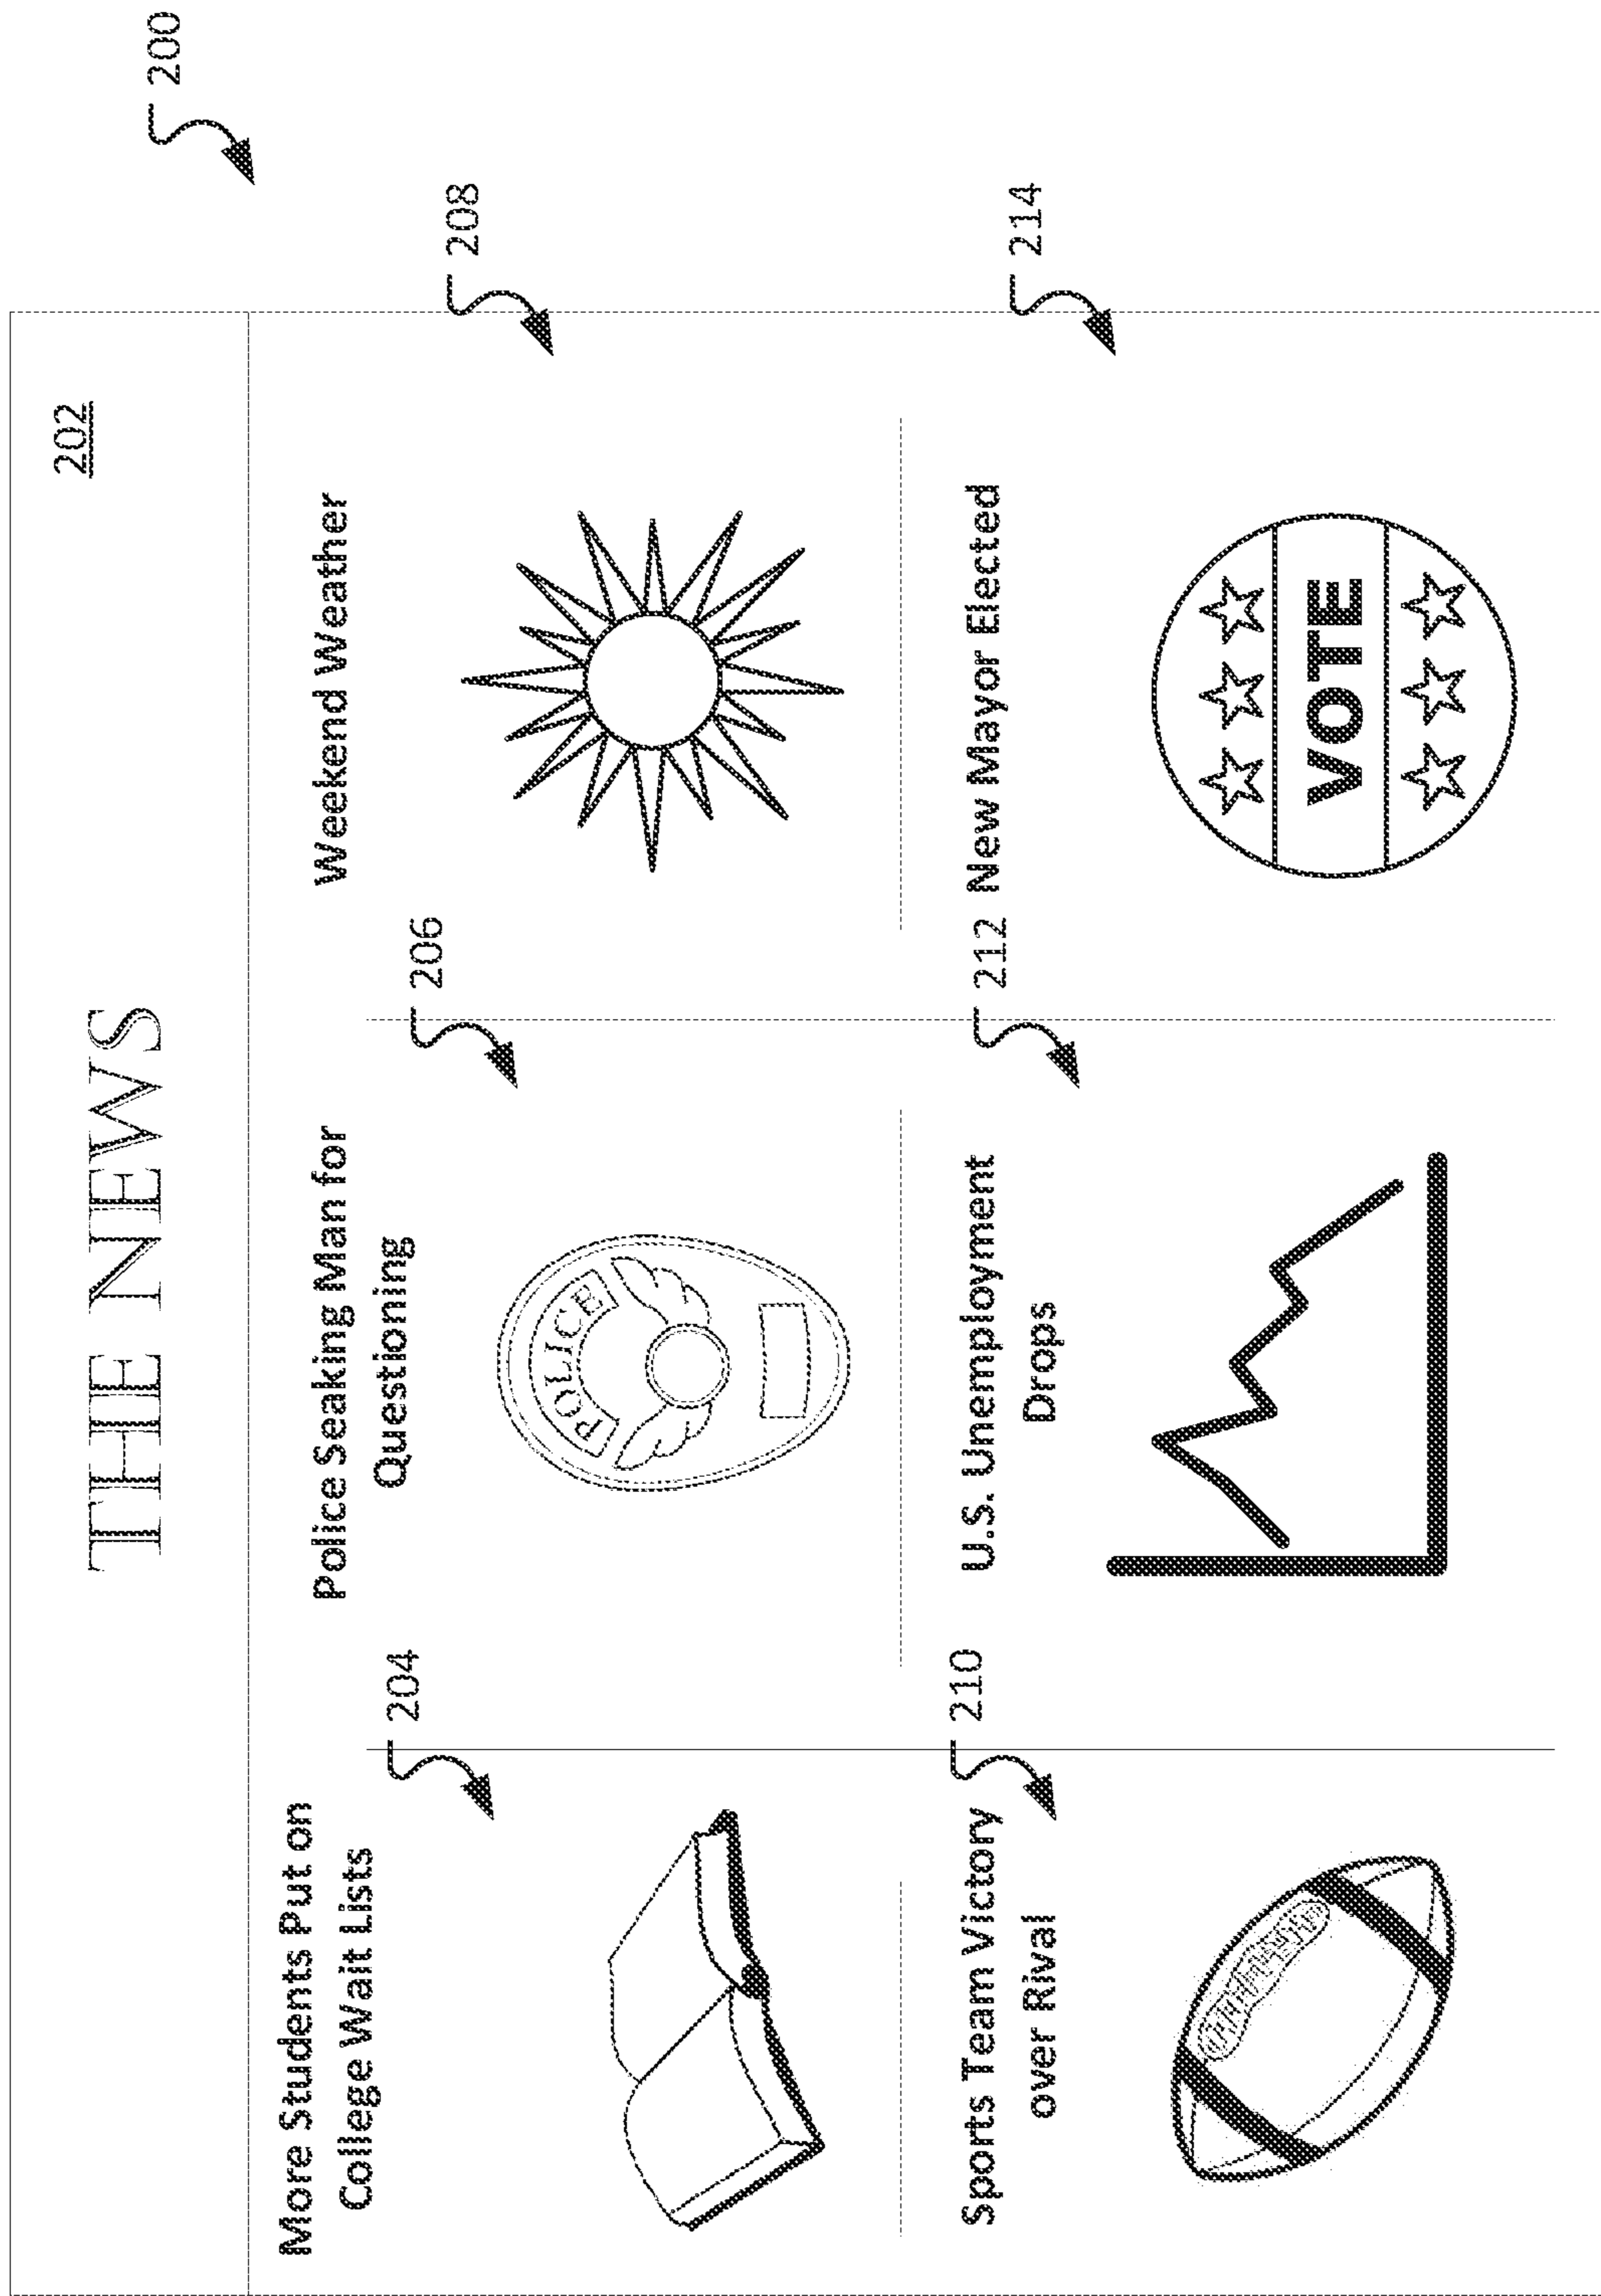 200
202
THE NEWS
More Students Put on
College Wait Lists
204
Police Seaking Man for
Questioning
206
POLICE
Weekend Weather
208
Sports Team Victory
over Rival
210
U.S. Unemployment
Drops
212
New Mayor Elected
214
VOTE